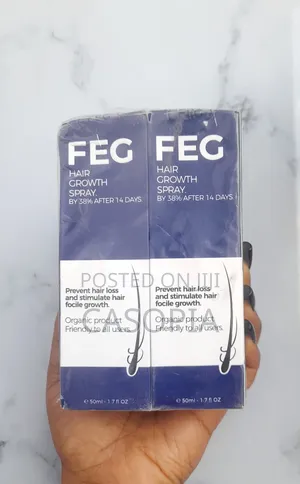 FEG
HAIR
GROWTH
SPRAY.
BY 38% AFTER 14 DAYS
Prevent hair loss
and stimulate hair
focile growth.
Organic product
Friendly to all users.
℮50ml - 1.7 fl OZ
FEG
HAIR
GROWTH
SPRAY.
BY 38% AFTER 14 DAYS
Prevent hair loss
and stimulate hair
focile growth.
Organic product
Friendly to all users.
℮50ml - 1.7 fl OZ
POSTED ON JIJI
CASORIA